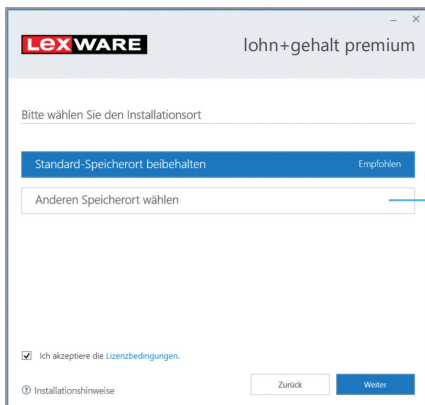 LEXWARE
lohn+gehalt premium
Bitte wählen Sie den Installationsort
Standard-Speicherort beibehalten Empfohlen
Anderen Speicherort wählen
Ich akzeptiere die Lizenzbedingungen.
Installationshinweise Zurück Weiter